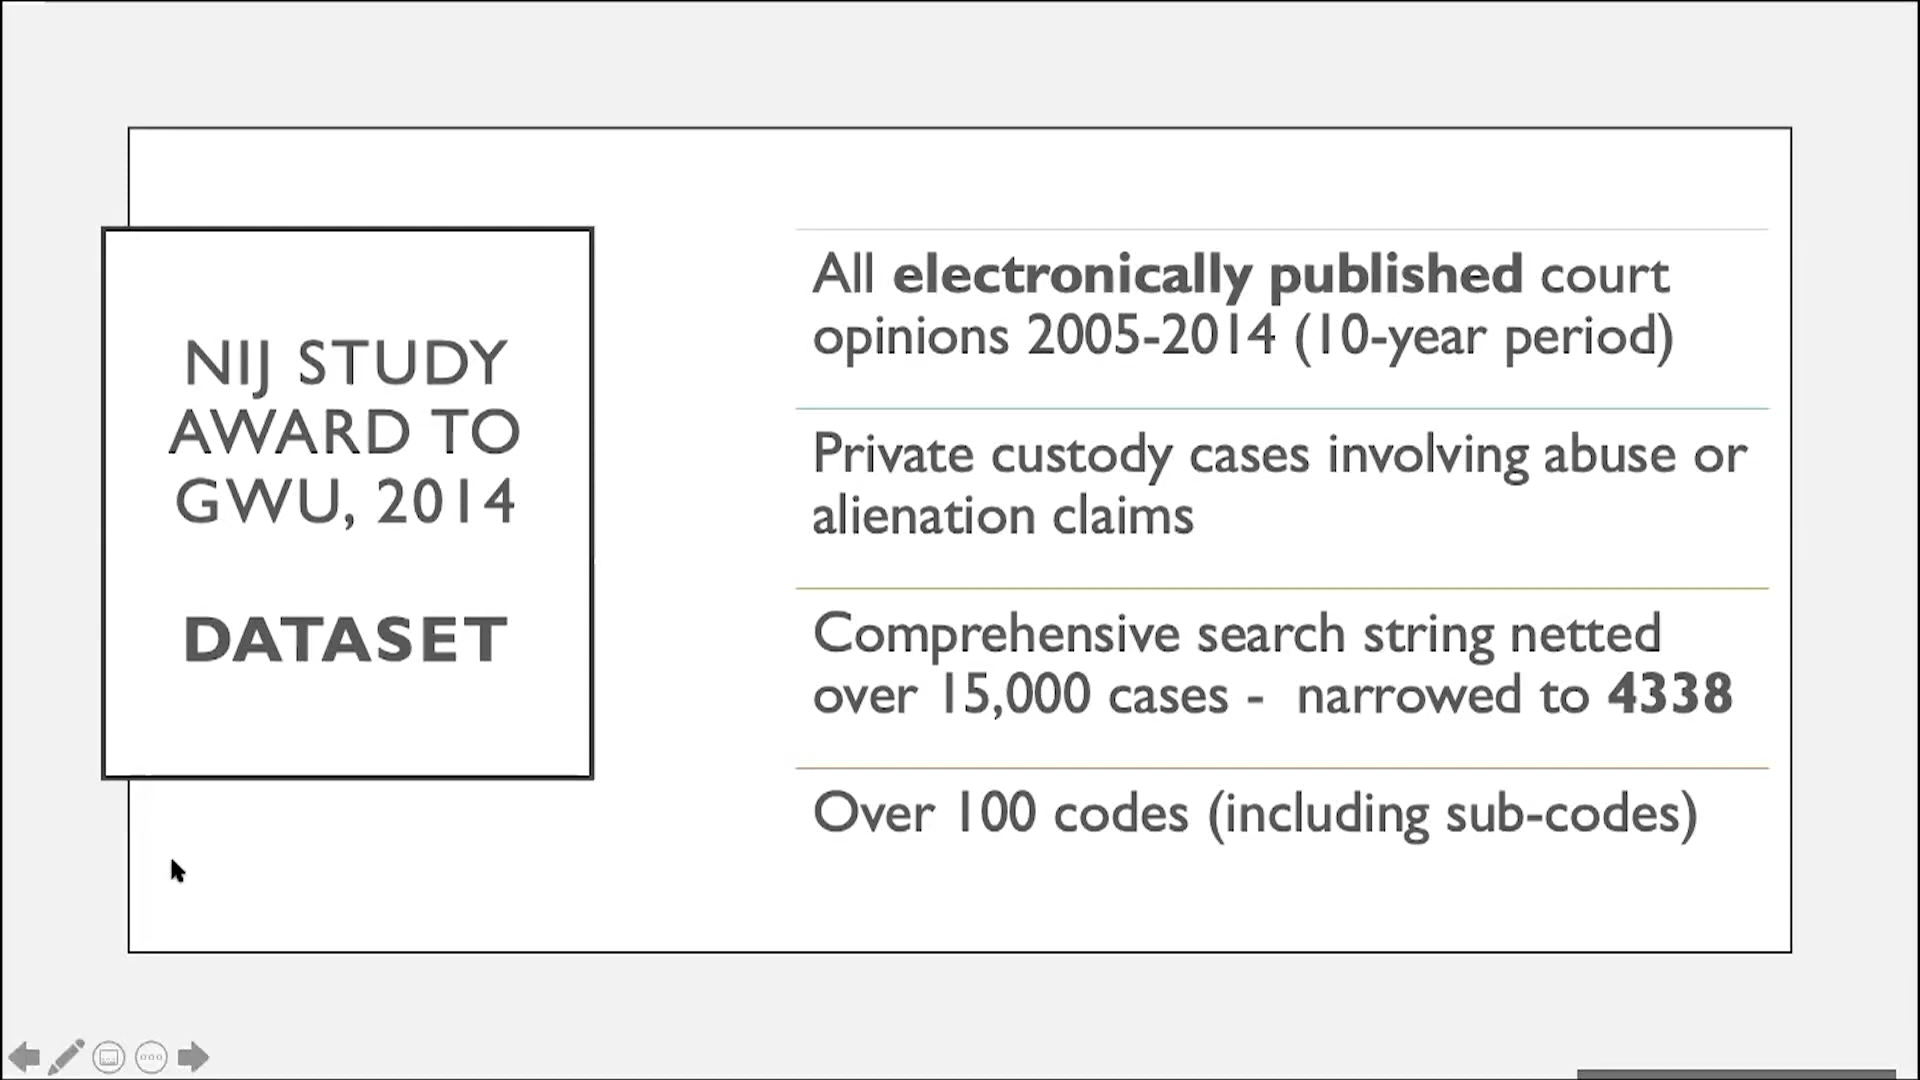 NIJ STUDY
AWARD TO
GWU, 2014
DATASET
All electronically published court
opinions 2005-2014 (10-year period)
Private custody cases involving abuse or
alienation claims
Comprehensive search string netted
over 15,000 cases - narrowed to 4338
Over 100 codes (including sub-codes)